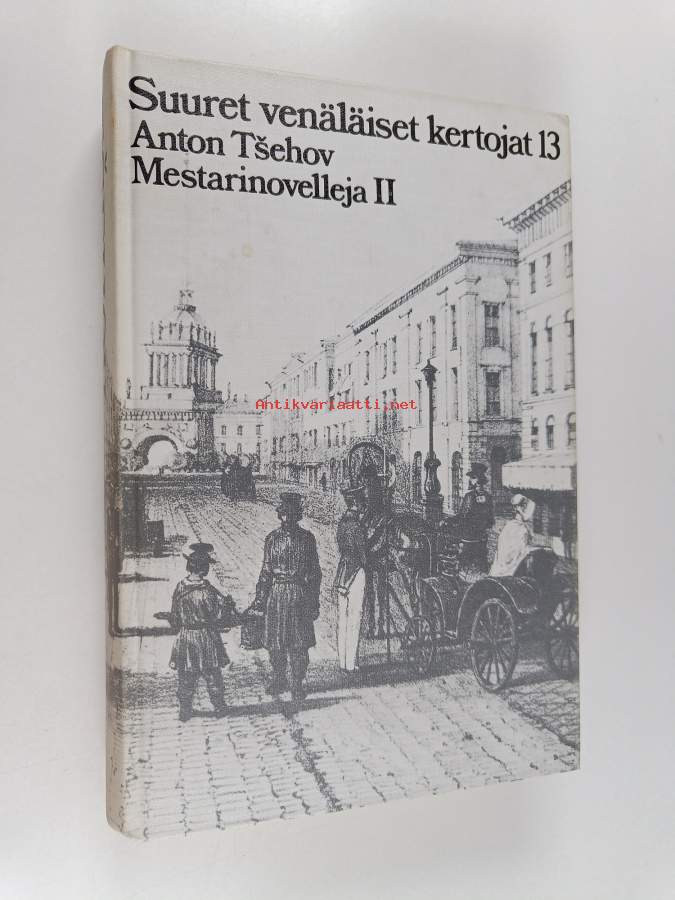 Suuret venäläiset kertojat 13
Anton Tšehov
Mestarinovelleja II
Antikvariaatti.net